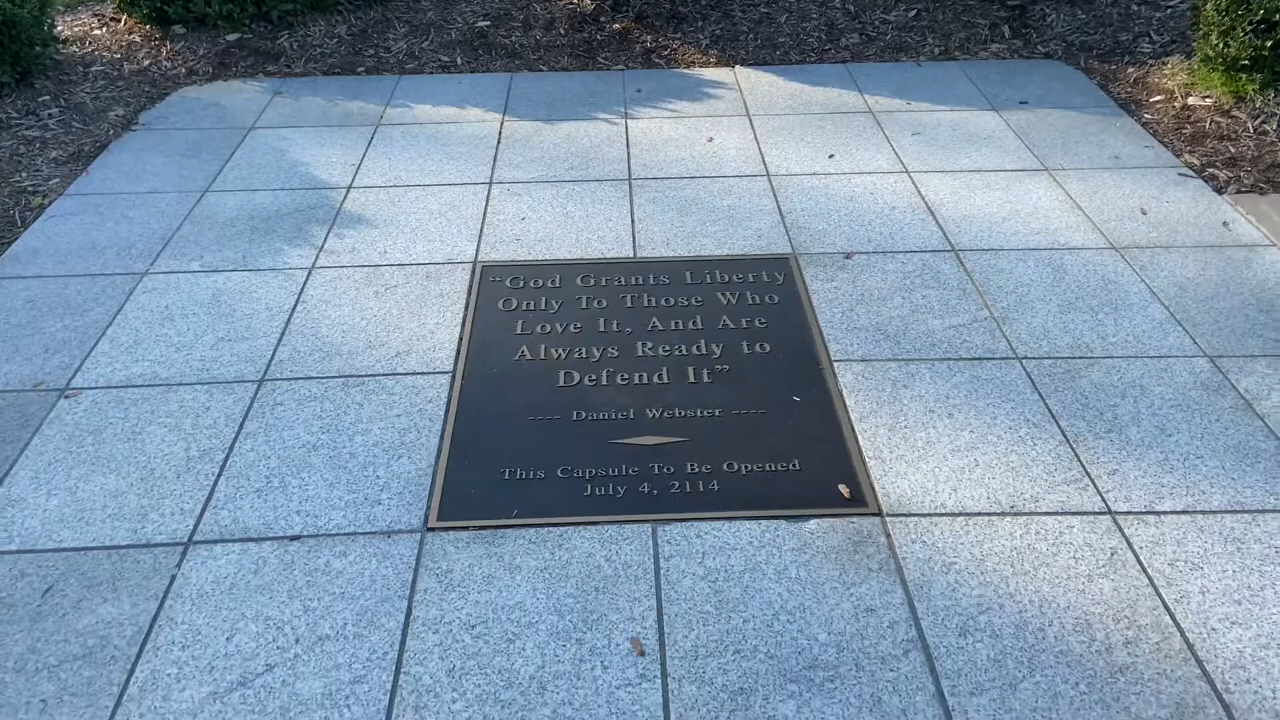 “God Grants Liberty
Only To Those Who
Love It, And Are
Always Ready to
Defend It”
---- Daniel Webster ----
This Capsule To Be Opened
July 4, 2114